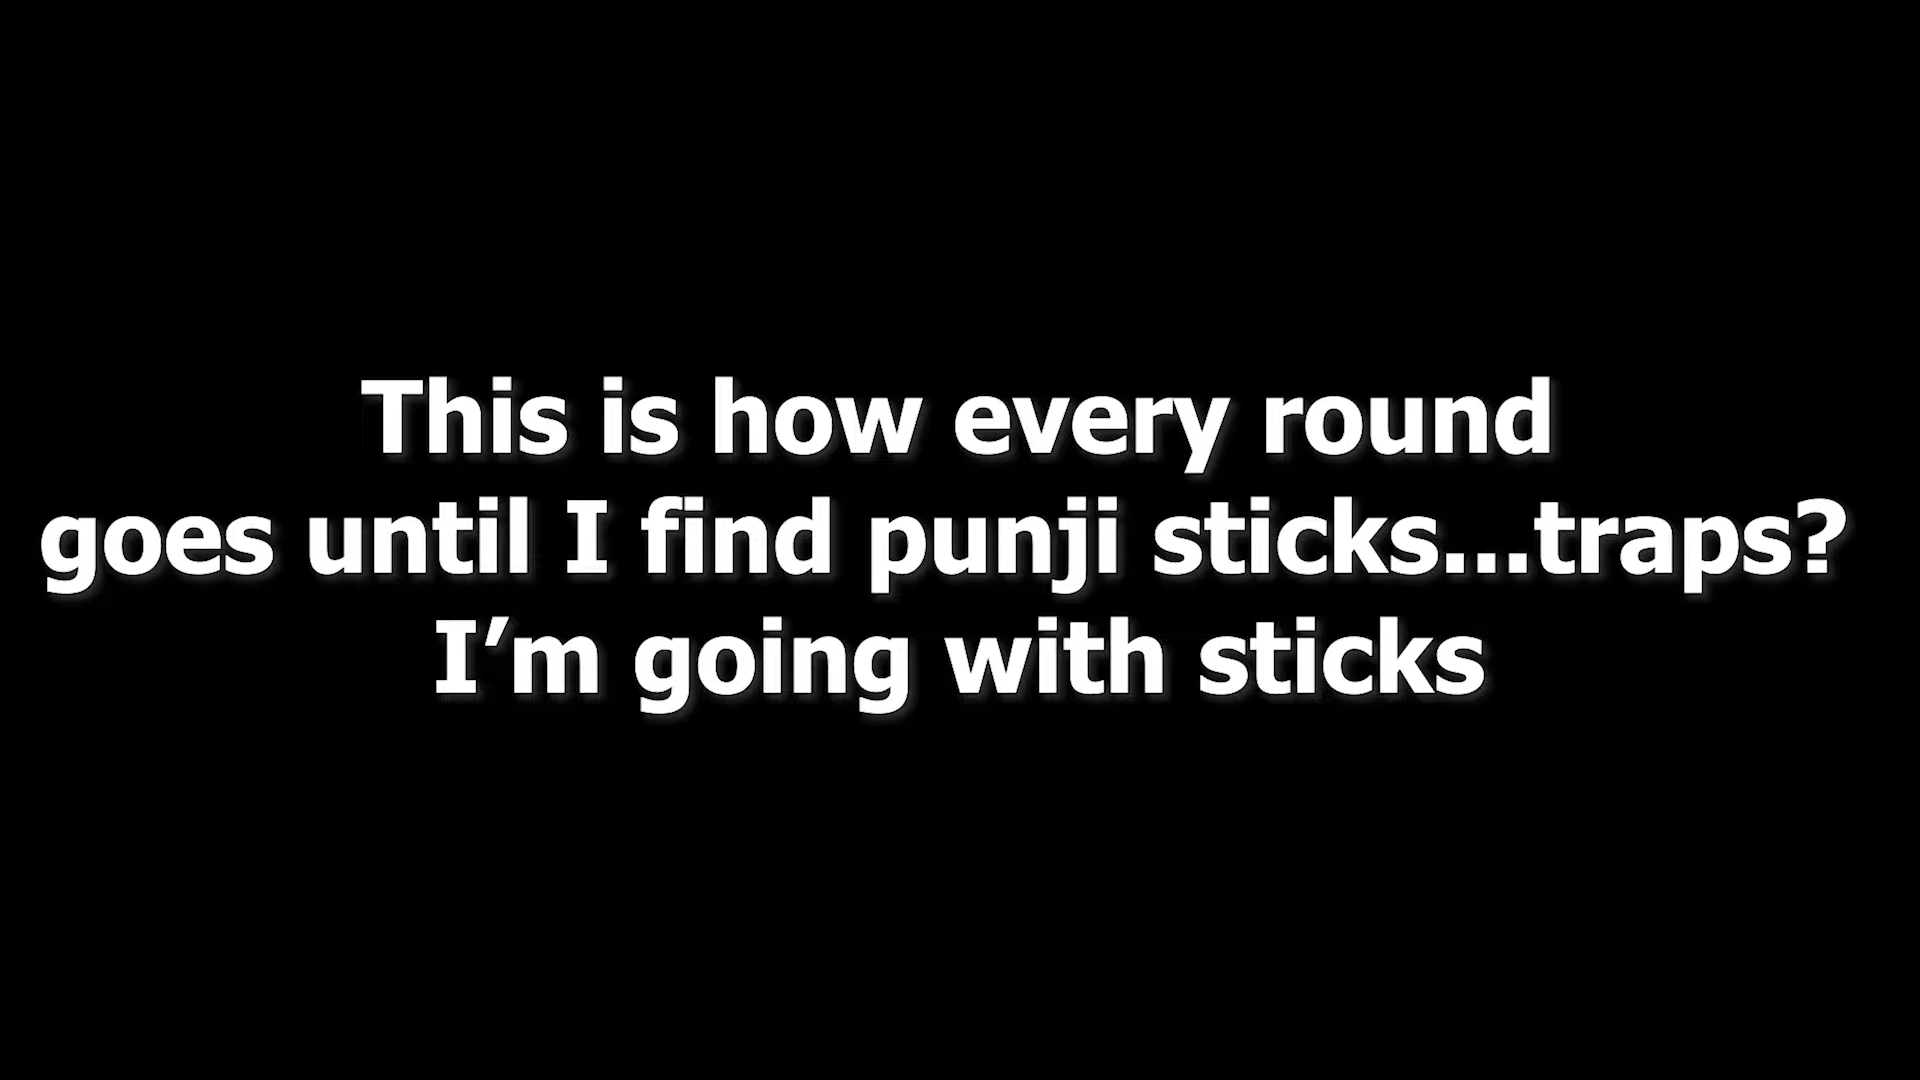 This is how every round
goes until I find punji sticks...traps?
I’m going with sticks